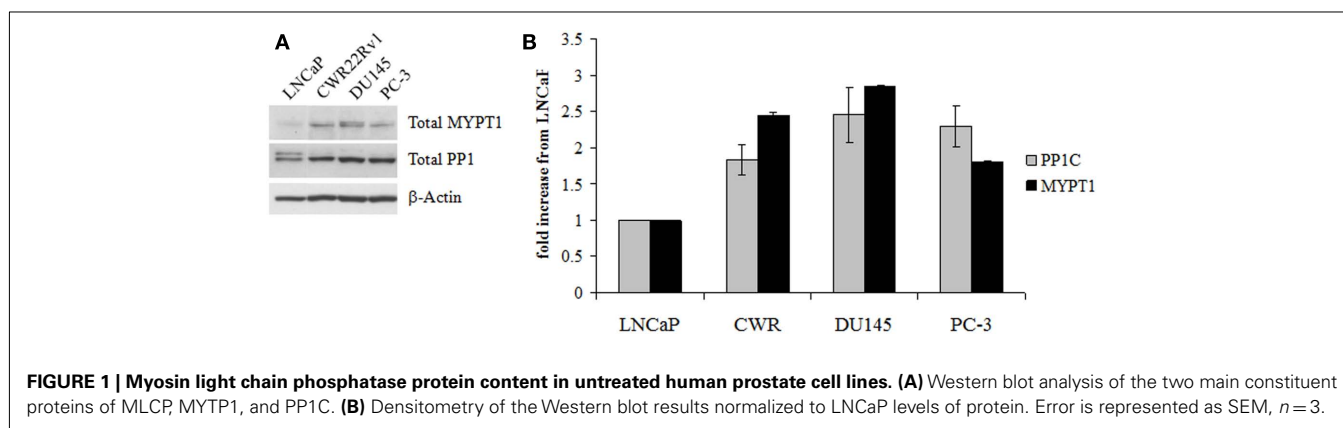 A
LNCaP
CWR22Rv1
DU145
PC-3
Total MYPT1
Total PP1
β-Actin
B
fold increase from LNCaP
3.5
3
2.5
2
1.5
1
0.5
0
LNCaP
CWR
DU145
PC-3
PP1C
MYPT1
FIGURE 1 | Myosin light chain phosphatase protein content in untreated human prostate cell lines. (A) Western blot analysis of the two main constituent
proteins of MLCP, MYTP1, and PP1C. (B) Densitometry of the Western blot results normalized to LNCaP levels of protein. Error is represented as SEM, n = 3.